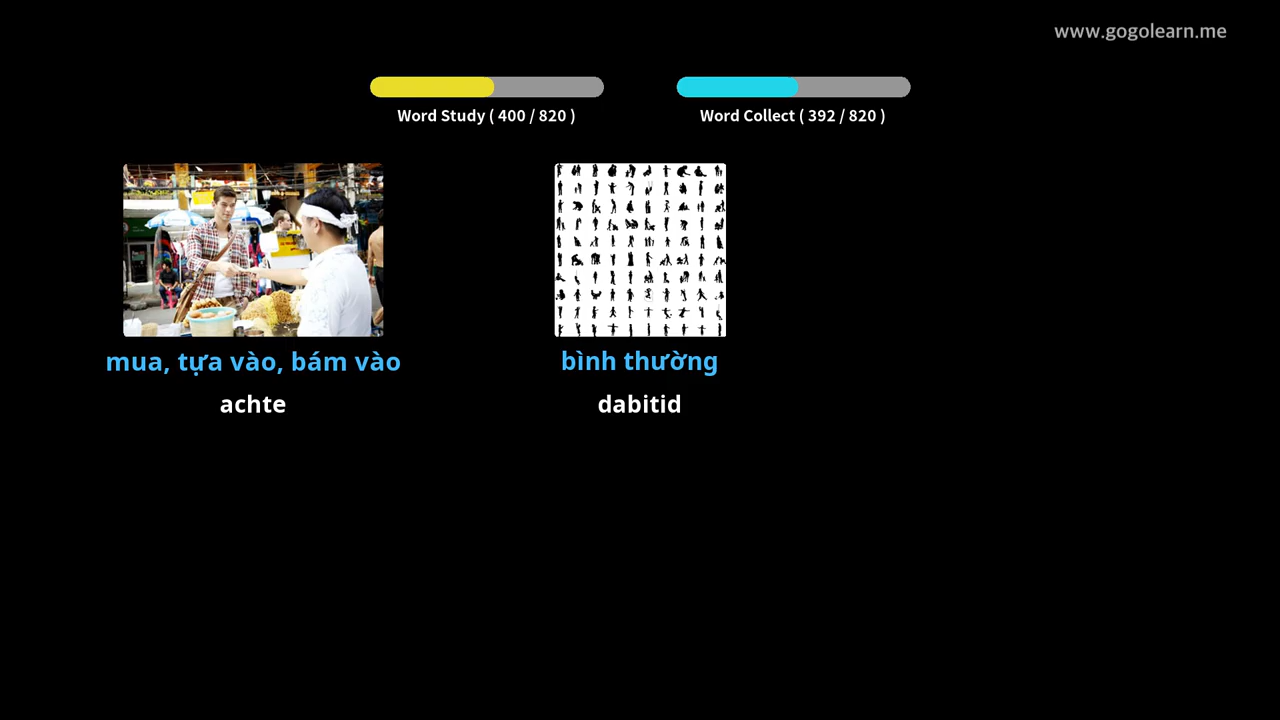 www.gogolearn.me
Word Study ( 400 / 820 )
Word Collect ( 392 / 820 )
mua, tựa vào, bám vào
achte
bình thường
dabitid